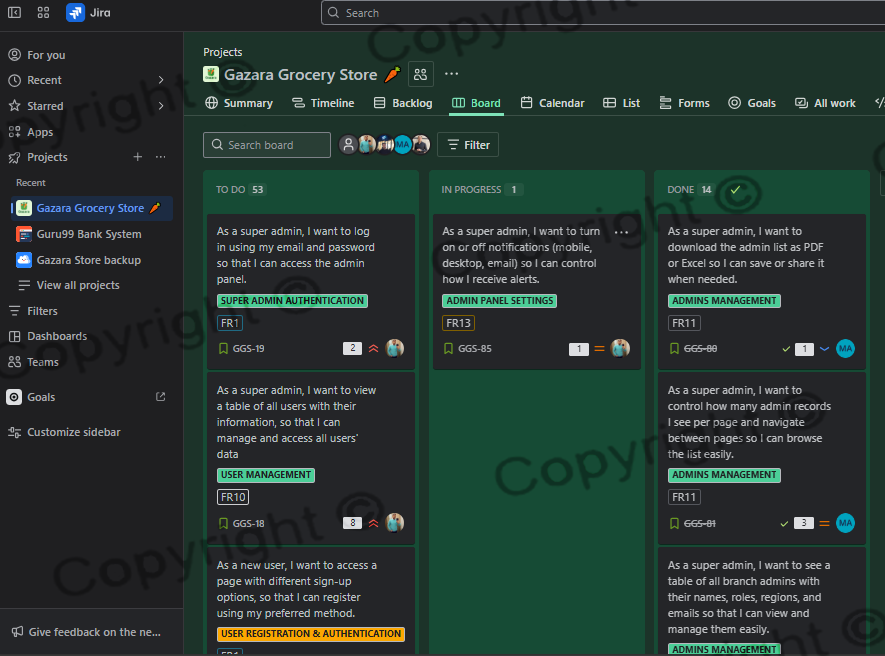 Jira
Search
For you
Recent
Starred
Apps
Projects
Recent
Gazara Grocery Store
Guru99 Bank System
Gazara Store backup
View all projects
Filters
Dashboards
Teams
Goals
Customize sidebar
Give feedback on the ne...
Projects
Gazara Grocery Store
Summary
Timeline
Backlog
Board
Calendar
List
Forms
Goals
All work
Search board
MA
Filter
TO DO 53
As a super admin, I want to log
in using my email and password
so that I can access the admin
panel.
SUPER ADMIN AUTHENTICATION
FR1
GGS-19
2
As a super admin, I want to view
a table of all users with their
information, so that I can
manage and access all users'
data
USER MANAGEMENT
FR10
GGS-18
8
As a new user, I want to access a
page with different sign-up
options, so that I can register
using my preferred method.
USER REGISTRATION & AUTHENTICATION
FR1
IN PROGRESS 1
As a super admin, I want to turn
on or off notifications (mobile,
desktop, email) so I can control
how I receive alerts.
ADMIN PANEL SETTINGS
FR13
GGS-85
1
DONE 14
As a super admin, I want to
download the admin list as PDF
or Excel so I can save or share it
when needed.
ADMINS MANAGEMENT
FR11
GGS-80
1
MA
As a super admin, I want to
control how many admin records
I see per page and navigate
between pages so I can browse
the list easily.
ADMINS MANAGEMENT
FR11
GGS-81
3
MA
As a super admin, I want to see a
table of all branch admins with
their names, roles, regions, and
emails so that I can view and
manage them easily.
ADMINS MANAGEMENT
Copyright ©
Copyright ©
Copyright ©
Copyright ©
Copyright ©
Copyright ©
Copyright ©